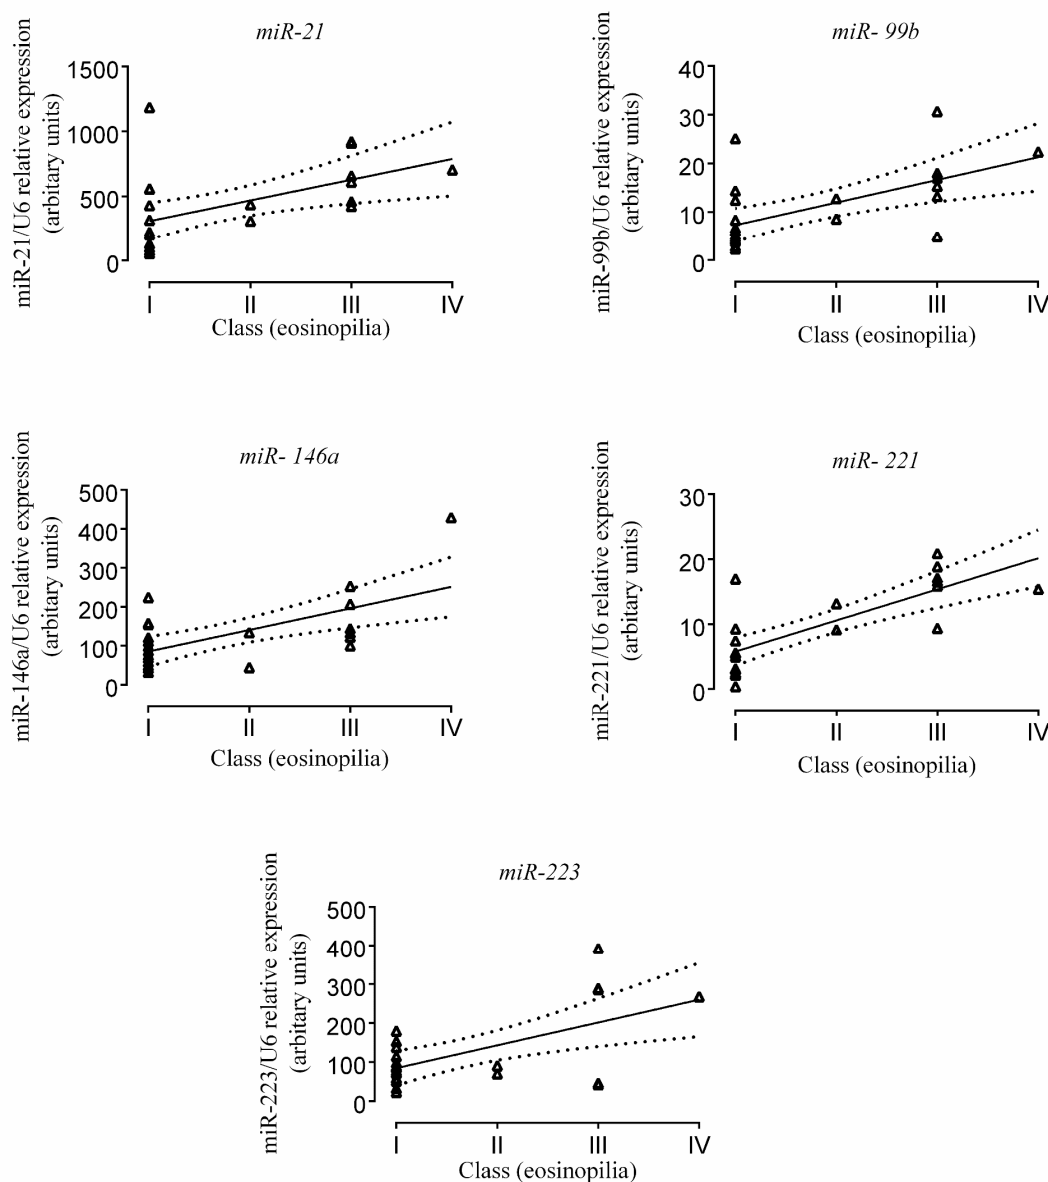 miR-21
miR-21/U6 relative expression
(arbitary units)
1500
1000
500
0
I II III IV
Class (eosinopilia)
miR- 99b
miR-99b/U6 relative expression
(arbitary units)
40
30
20
10
0
I II III IV
Class (eosinopilia)
miR- 146a
miR-146a/U6 relative expression
(arbitary units)
500
400
300
200
100
0
I II III IV
Class (eosinopilia)
miR- 221
miR-221/U6 relative expression
(arbitary units)
30
20
10
0
I II III IV
Class (eosinopilia)
miR-223
miR-223/U6 relative expression
(arbitary units)
500
400
300
200
100
0
I II III IV
Class (eosinopilia)